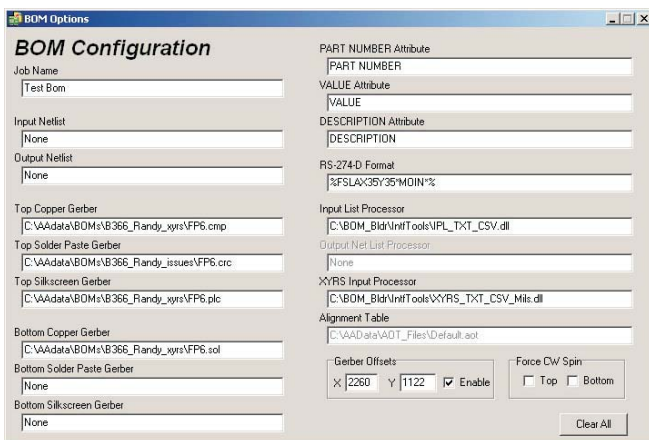 BOM Options
BOM Configuration
Job Name
Test Bom
Input Netlist
None
Output Netlist
None
Top Copper Gerber
C:\AAdata\BOMs\B366_Randy_xyrs\FP6.cmp
Top Solder Paste Gerber
C:\AAdata\BOMs\B366_Randy_issues\FP6.crc
Top Silkscreen Gerber
C:\AAdata\BOMs\B366_Randy_xyrs\FP6.plc
Bottom Copper Gerber
C:\AAdata\BOMs\B366_Randy_xyrs\FP6.sol
Bottom Solder Paste Gerber
None
Bottom Silkscreen Gerber
None
PART NUMBER Attribute
PART NUMBER
VALUE Attribute
VALUE
DESCRIPTION Attribute
DESCRIPTION
RS-274-D Format
%FSLAX35Y35*MOIN*%
Input List Processor
C:\BOM_Bldr\IntfTools\IPL_TXT_CSV.dll
Output Net List Processor
None
XYRS Input Processor
C:\BOM_Bldr\IntfTools\XYRS_TXT_CSV_Mils.dll
Alignment Table
C:\AAData\AOT_Files\Default.aot
Gerber Offsets
X 2260 Y 1122 Enable
Force CW Spin
Top Bottom
Clear All